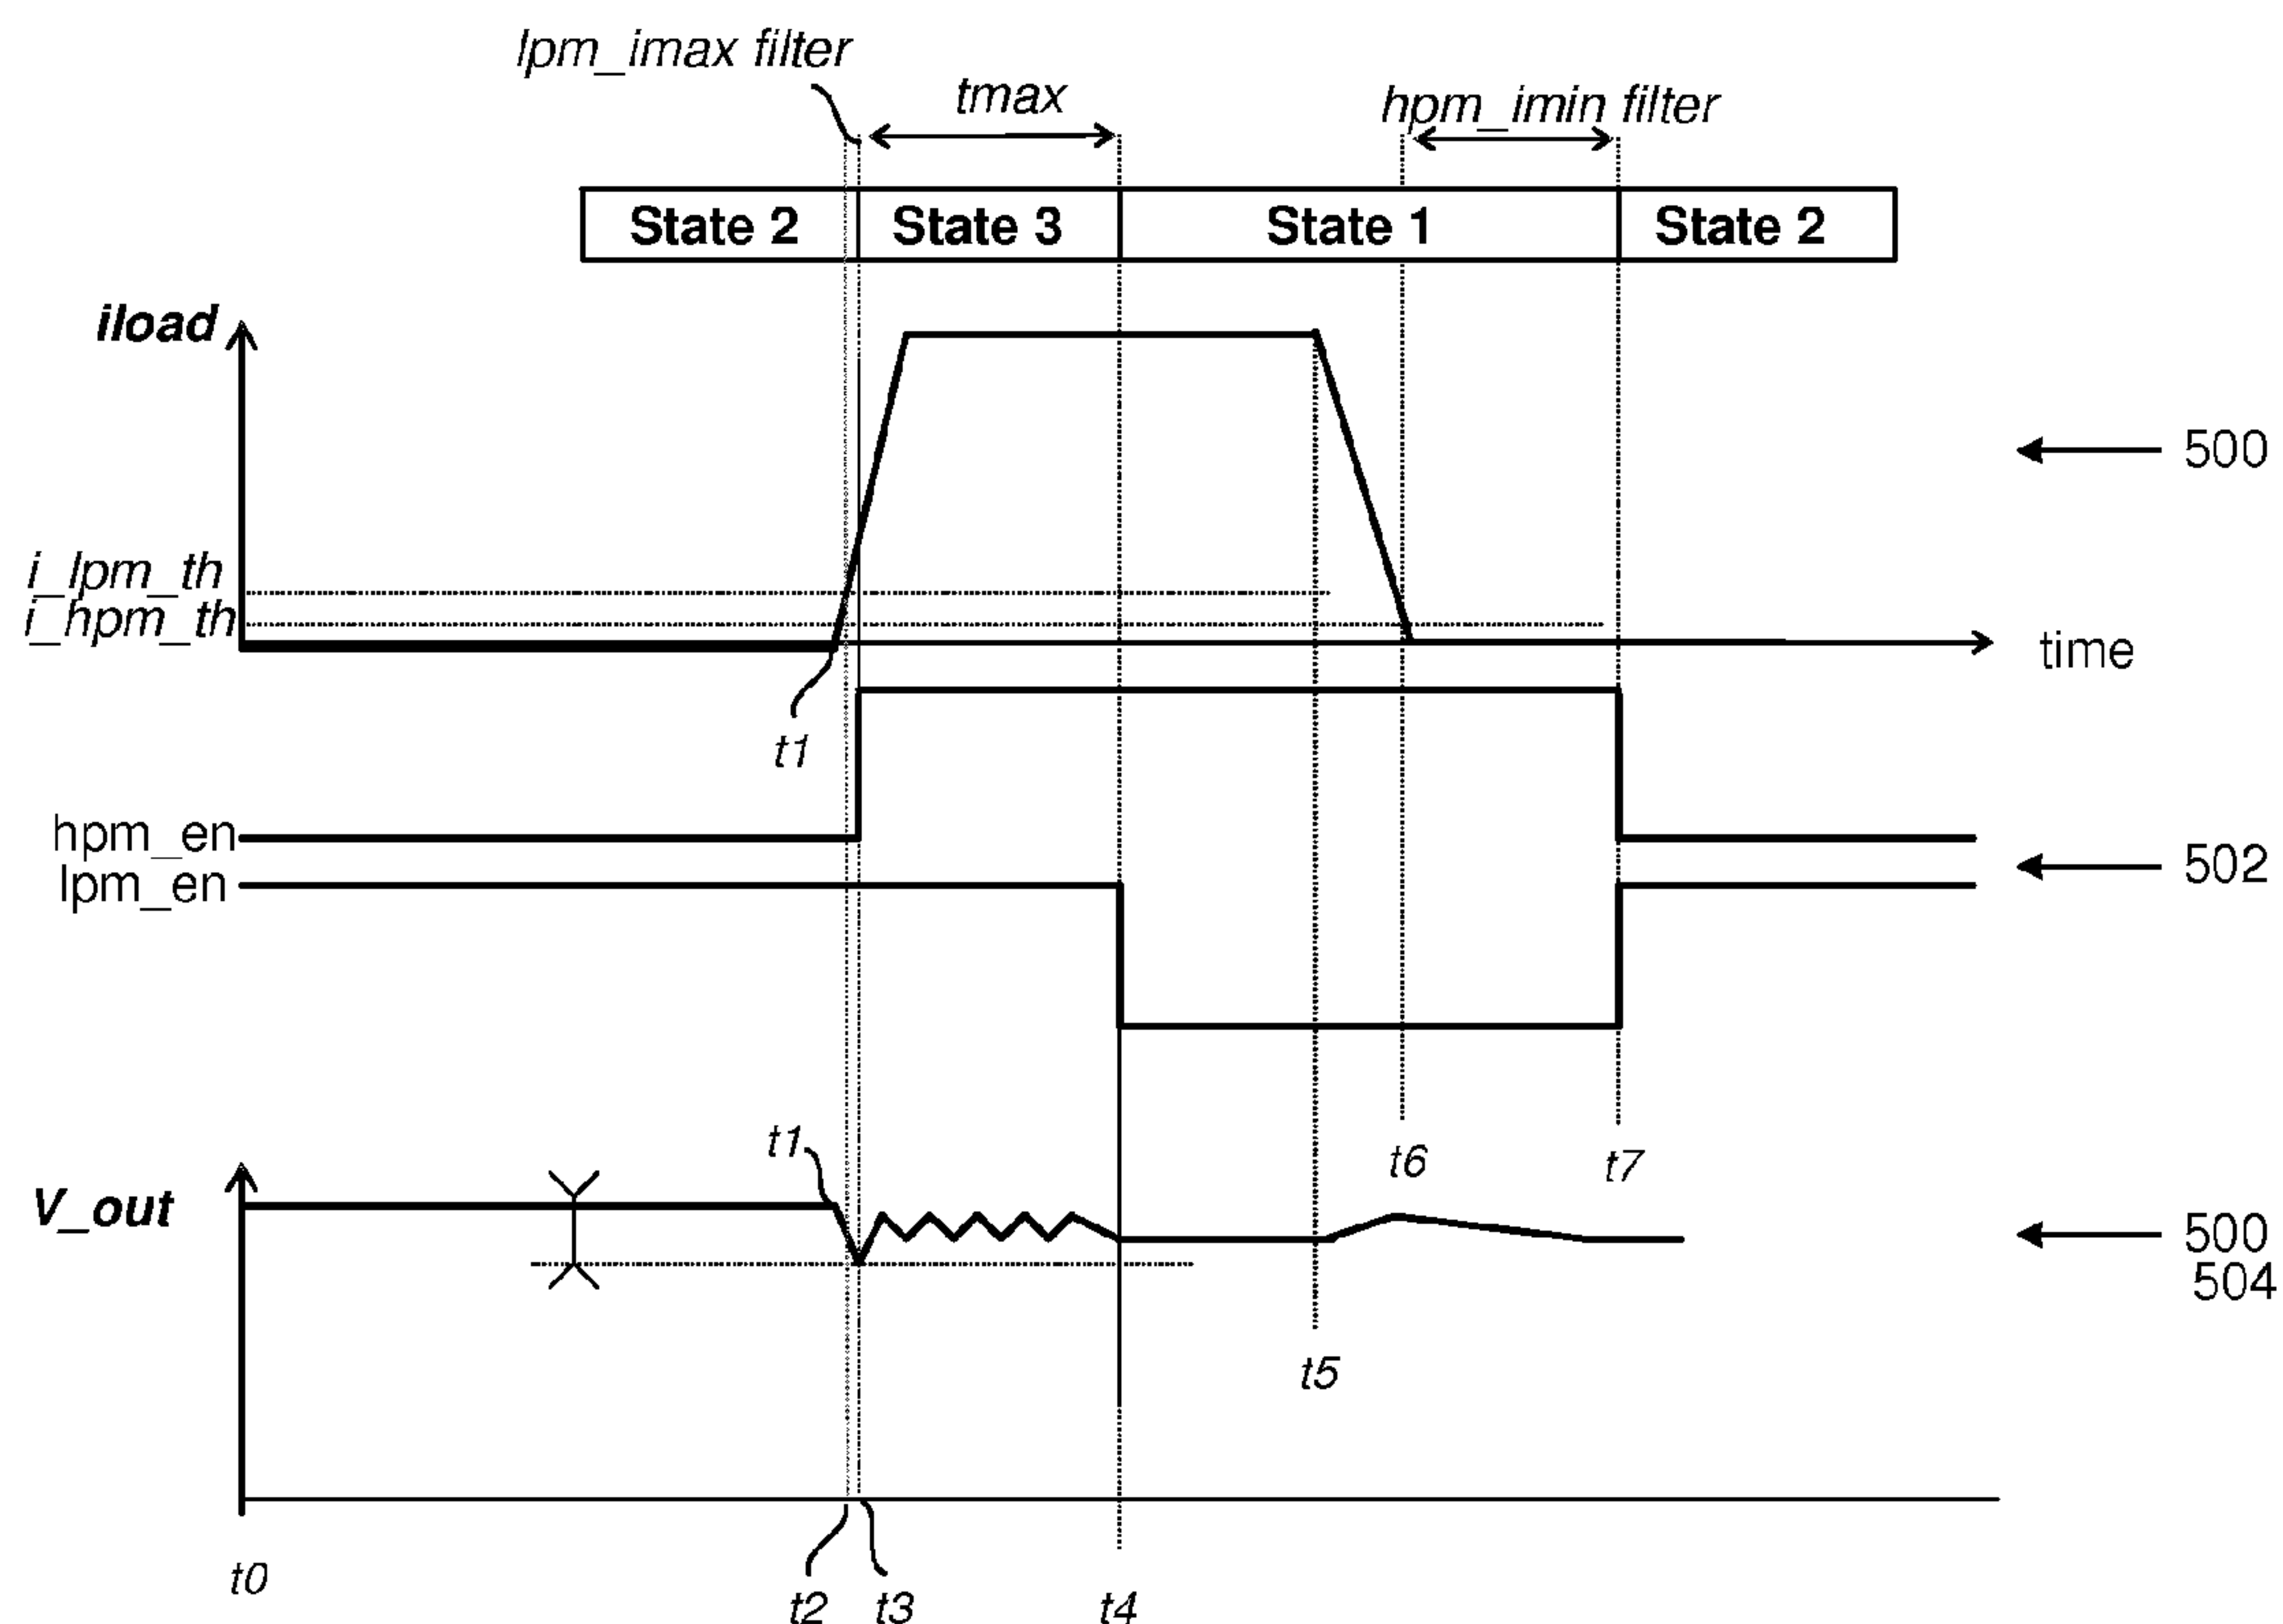 lpm_imax filter
tmax
hpm_imin filter
State 2 State 3 State 1 State 2
iload
500
i_lpm_th
i_hpm_th
time
t1
hpm_en
502
lpm_en
t1
t6
t7
V_out
500
504
t5
t0
t2 t3 t4